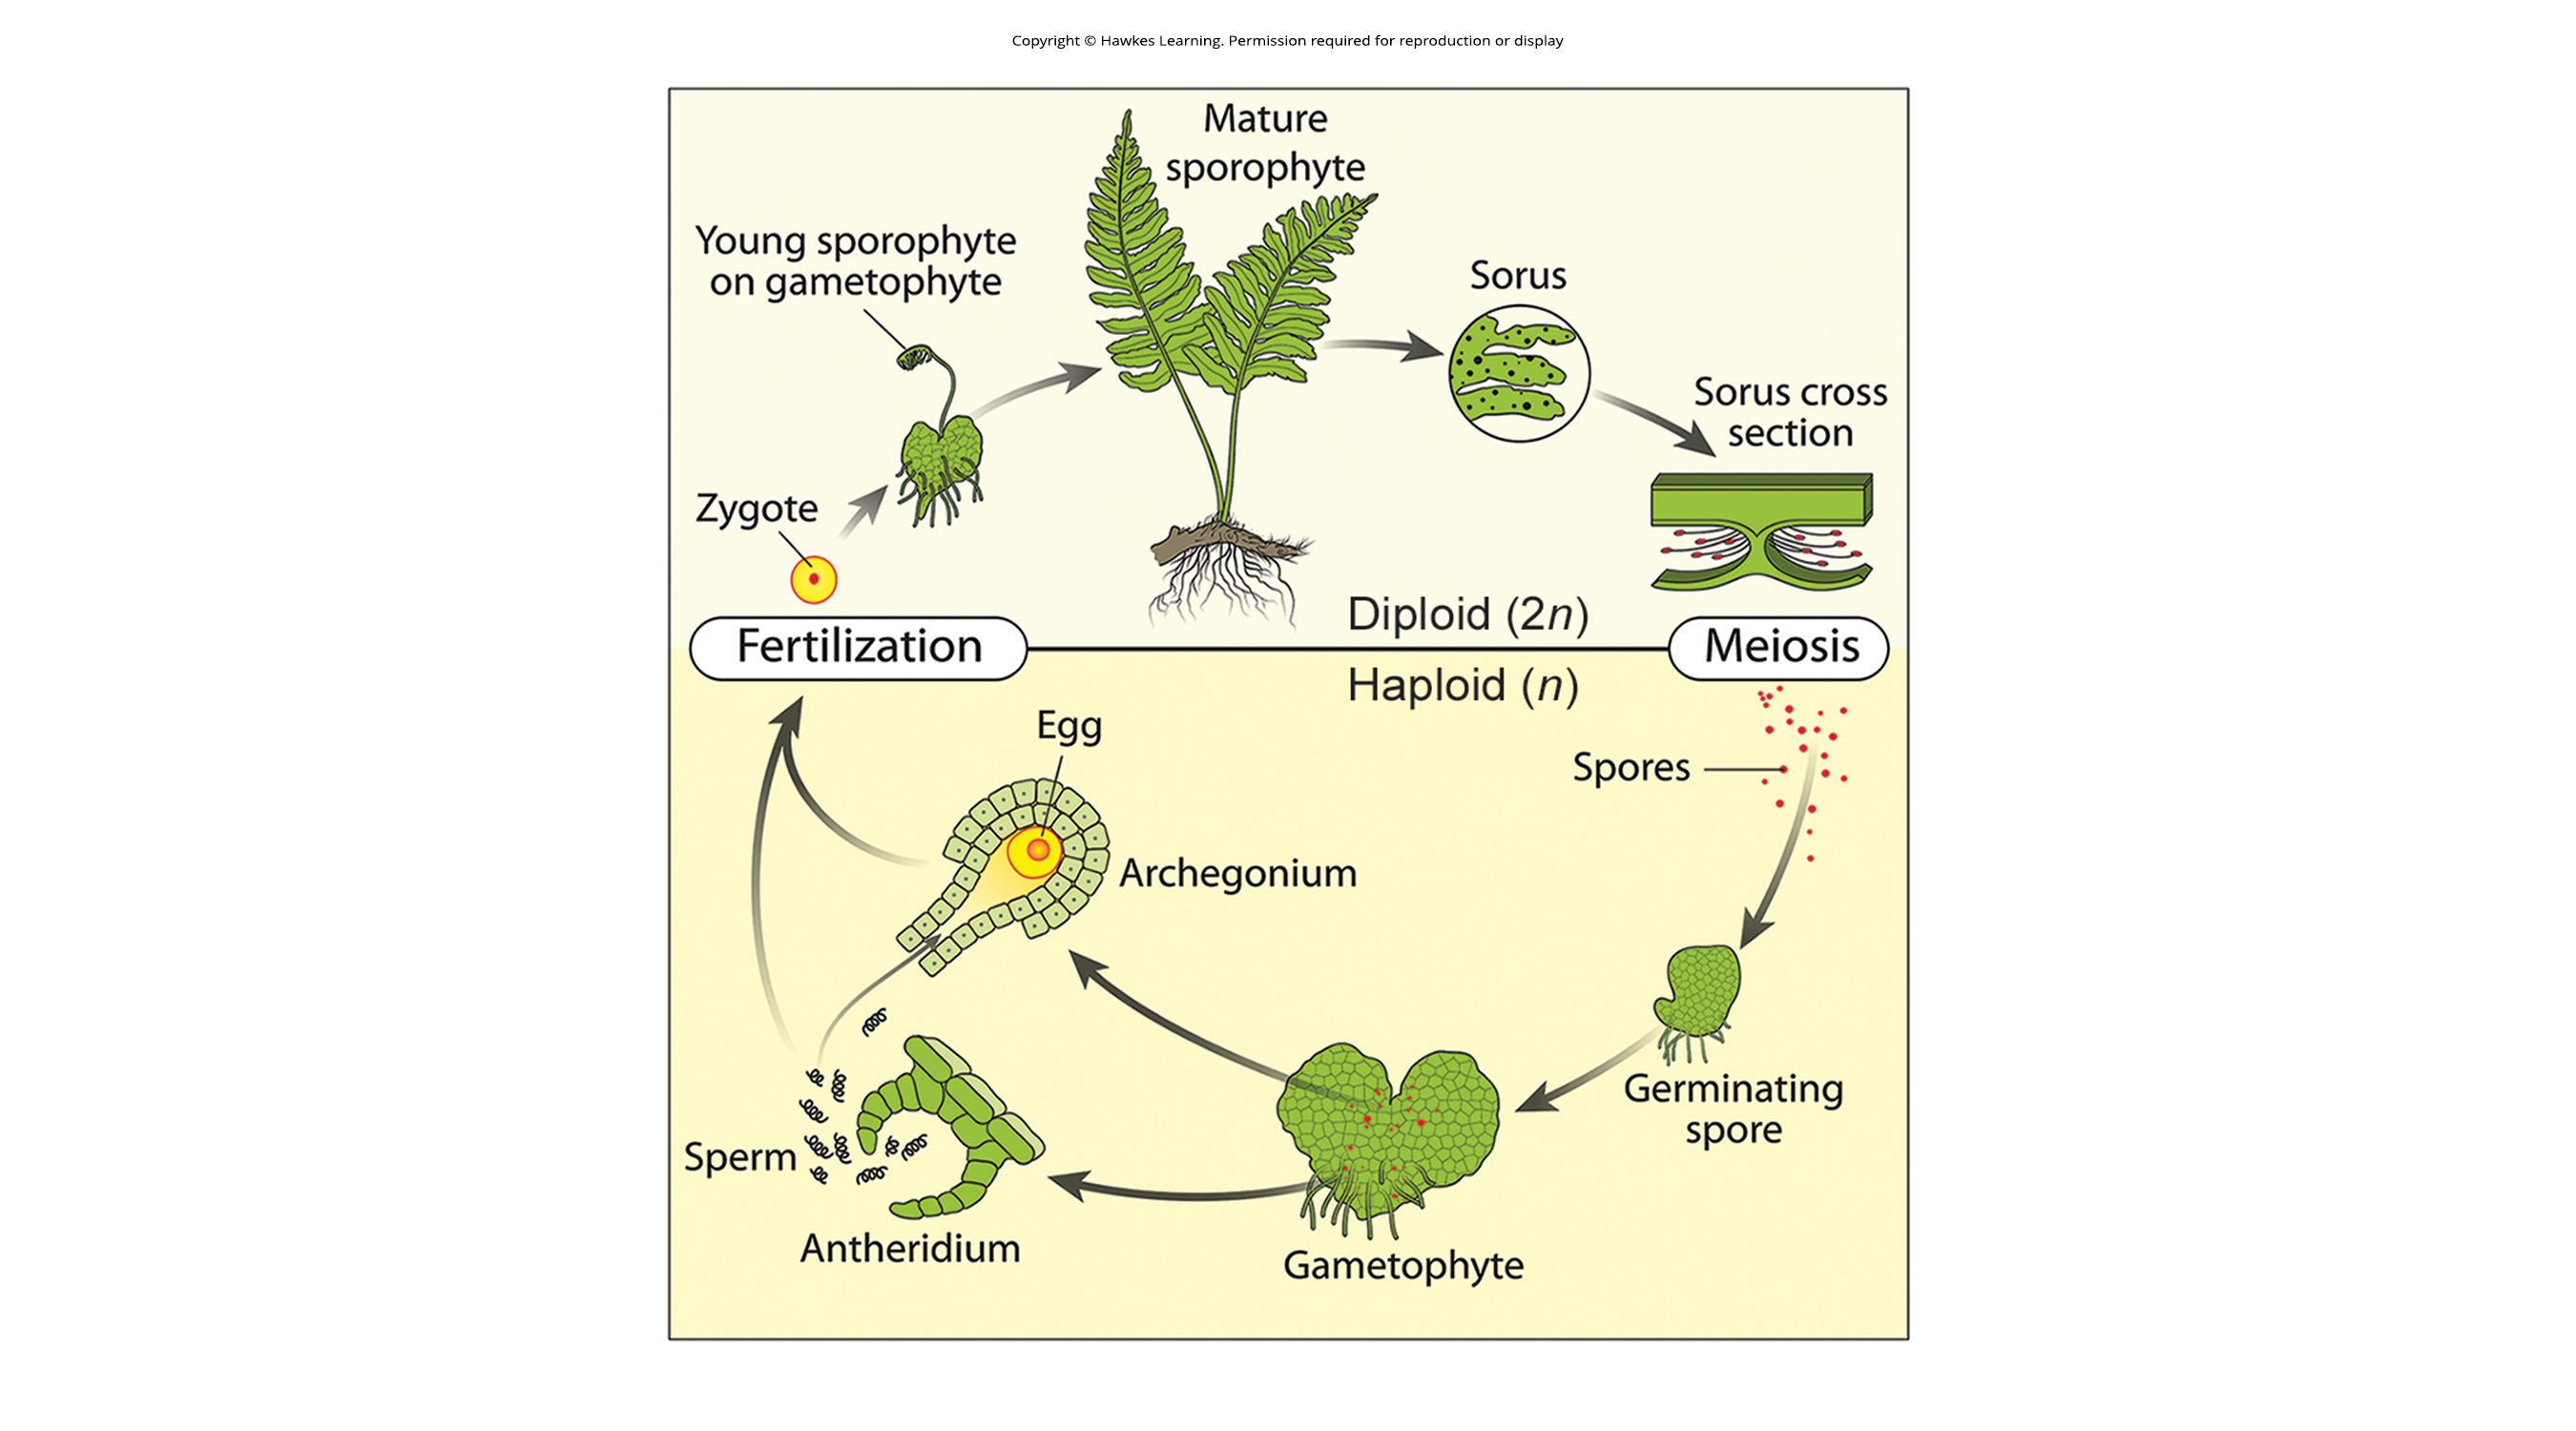 Copyright © Hawkes Learning. Permission required for reproduction or display
Mature
sporophyte
Young sporophyte
on gametophyte
Sorus
Sorus cross
section
Zygote
Diploid (2n)
Fertilization
Meiosis
Haploid (n)
Egg
Spores
Archegonium
Germinating
spore
Sperm
Antheridium
Gametophyte